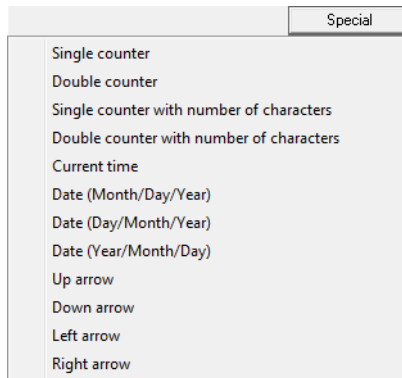 Special
Single counter
Double counter
Single counter with number of characters
Double counter with number of characters
Current time
Date (Month/Day/Year)
Date (Day/Month/Year)
Date (Year/Month/Day)
Up arrow
Down arrow
Left arrow
Right arrow